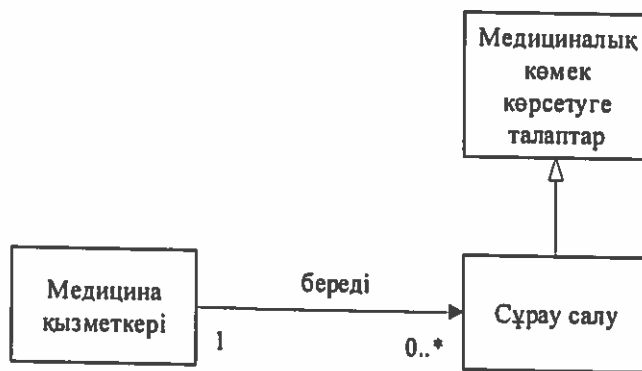 Медициналық
көмек
көрсетуге
талаптар
береді
Медицина
қызметкері
1
0..*
Сұрау салу